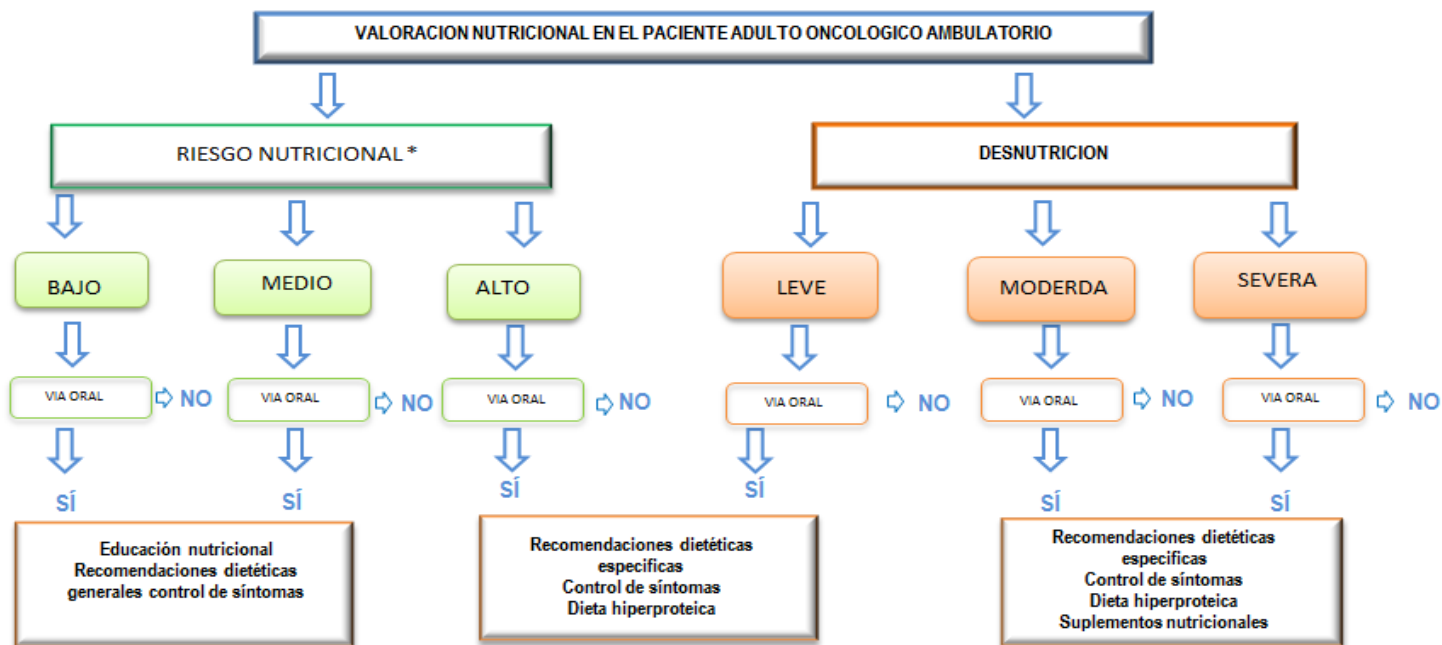 VALORACION NUTRICIONAL EN EL PACIENTE ADULTO ONCOLOGICO AMBULATORIO
RIESGO NUTRICIONAL *
DESNUTRICION
BAJO
MEDIO
ALTO
LEVE
MODERDA
SEVERA
VIA ORAL
NO
VIA ORAL
NO
VIA ORAL
NO
VIA ORAL
NO
VIA ORAL
NO
VIA ORAL
NO
SÍ
SÍ
SÍ
SÍ
SÍ
SÍ
Educación nutricional
Recomendaciones dietéticas
generales control de síntomas
Recomendaciones dietéticas
especificas
Control de síntomas
Dieta hiperproteica
Recomendaciones dietéticas
especificas
Control de síntomas
Dieta hiperproteica
Suplementos nutricionales